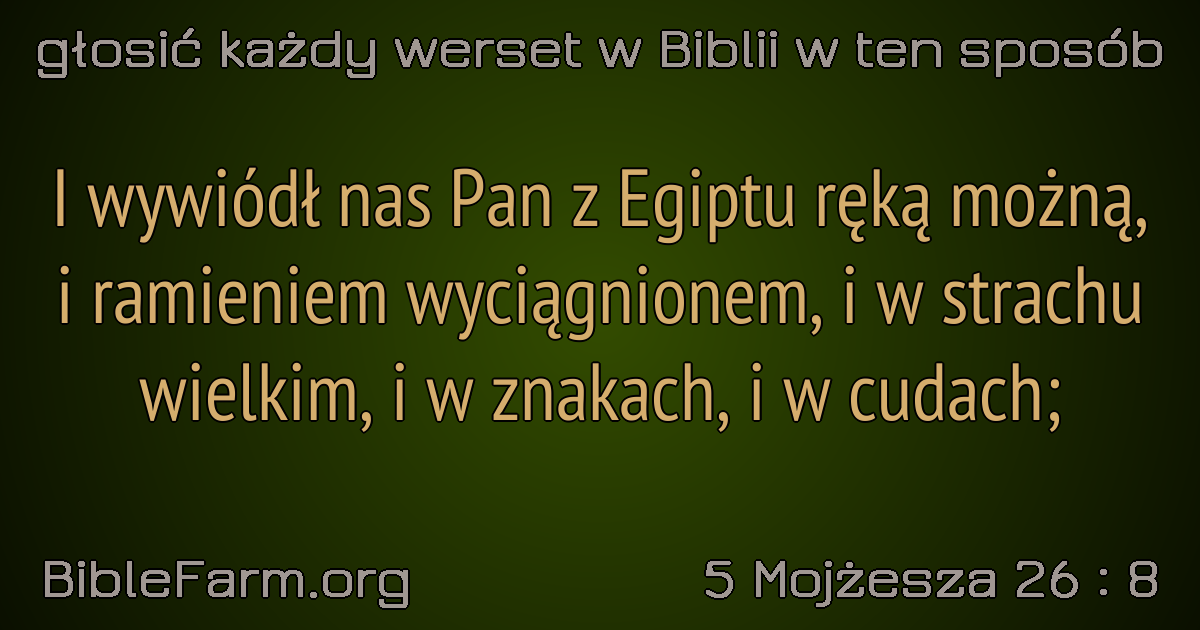 głosić każdy werset w Biblii w ten sposób
I wywiódł nas Pan z Egiptu ręką możną,
i ramieniem wyciągnionem, i w strachu
wielkim, i w znakach, i w cudach;
BibleFarm.org
5 Mojżesza 26 : 8